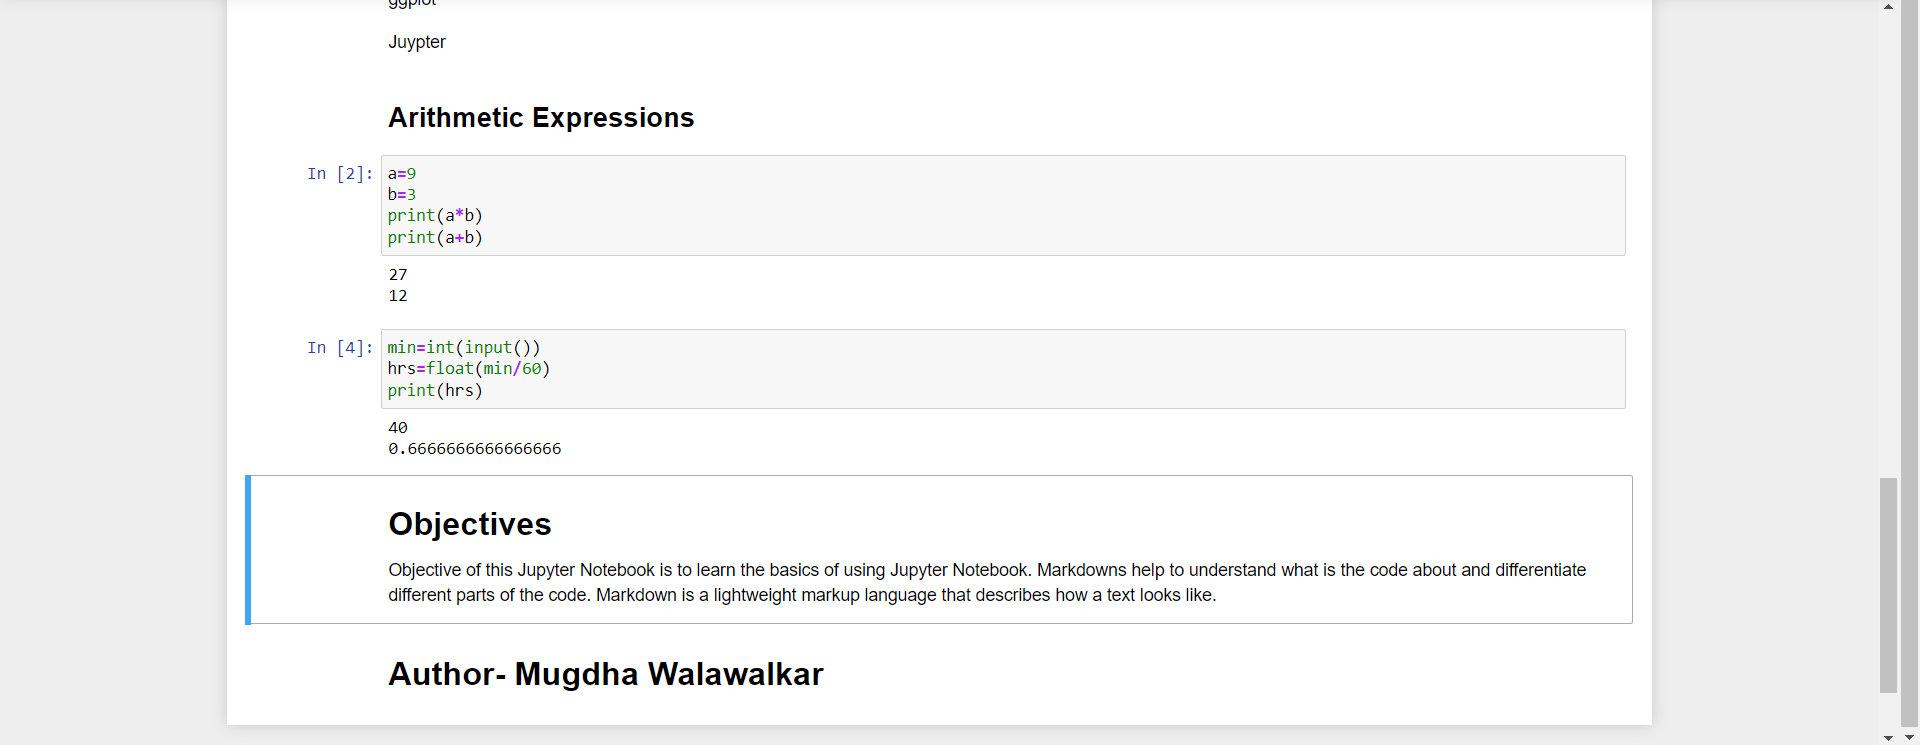 ggplot
Juypter
Arithmetic Expressions
In [2]:
a=9
b=3
print(a*b)
print(a+b)
27
12
In [4]:
min=int(input())
hrs=float(min/60)
print(hrs)
40
0.6666666666666666
Objectives
Objective of this Jupyter Notebook is to learn the basics of using Jupyter Notebook. Markdowns help to understand what is the code about and differentiate
different parts of the code. Markdown is a lightweight markup language that describes how a text looks like.
Author- Mugdha Walawalkar